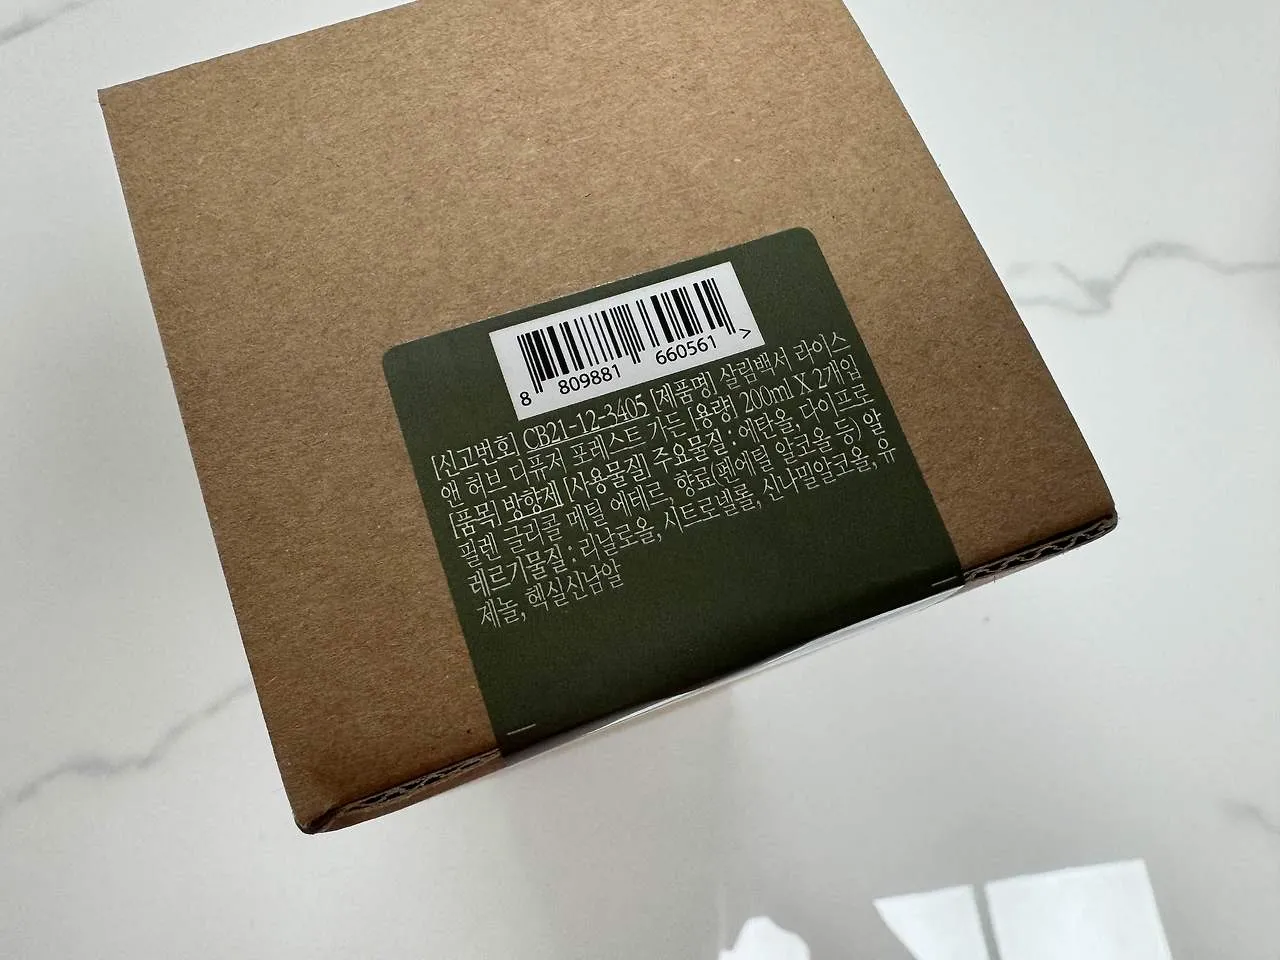 8 809881 660561 >
[신고번호] CB21-12-3405 [제품명] 살림백서 라이스
앤 허브 디퓨저 포레스트 가든 [용량] 200ml X 2개입
[품목] 방향제 [사용물질] 주요물질 : 에탄올, 다이프로
필렌 글리콜 메틸 에테르, 향료(펜에틸 알코올 등) 알
레르기물질 : 리날로올, 시트로넬롤, 신나밀알코올, 유
제놀, 헥실신남알